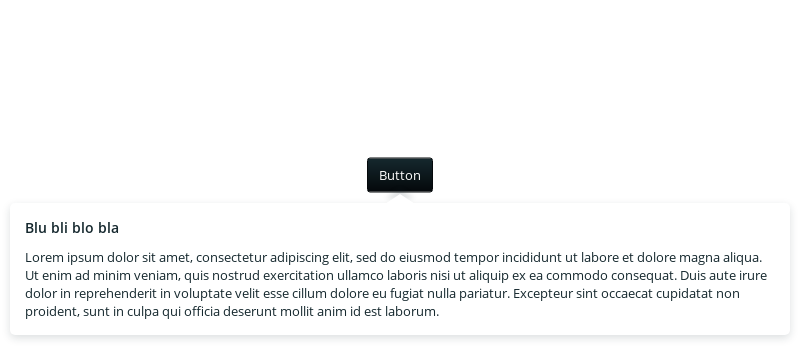 Button
Blu bli blo bla
Lorem ipsum dolor sit amet, consectetur adipiscing elit, sed do eiusmod tempor incididunt ut labore et dolore magna aliqua.
Ut enim ad minim veniam, quis nostrud exercitation ullamco laboris nisi ut aliquip ex ea commodo consequat. Duis aute irure
dolor in reprehenderit in voluptate velit esse cillum dolore eu fugiat nulla pariatur. Excepteur sint occaecat cupidatat non
proident, sunt in culpa qui officia deserunt mollit anim id est laborum.